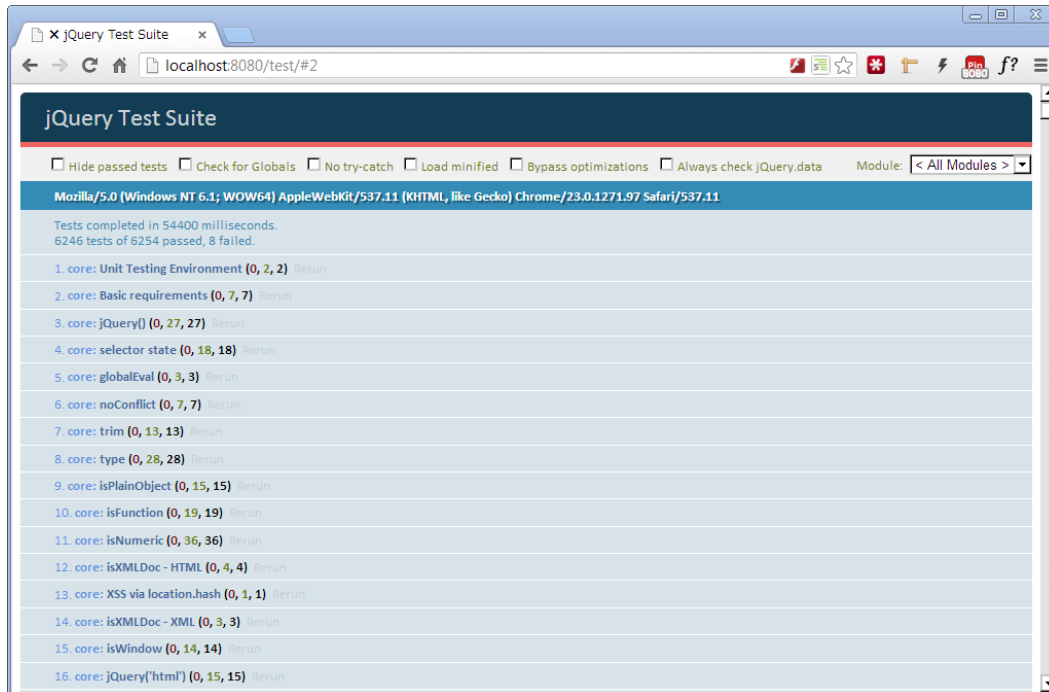 ✕ jQuery Test Suite ×
localhost:8080/test/#2
Pin 8080 f?
jQuery Test Suite
Hide passed tests Check for Globals No try-catch Load minified Bypass optimizations Always check jQuery.data Module: < All Modules >
Mozilla/5.0 (Windows NT 6.1; WOW64) AppleWebKit/537.11 (KHTML, like Gecko) Chrome/23.0.1271.97 Safari/537.11
Tests completed in 54400 milliseconds.
6246 tests of 6254 passed, 8 failed.
1. core: Unit Testing Environment (0, 2, 2) Rerun
2. core: Basic requirements (0, 7, 7) Rerun
3. core: jQuery() (0, 27, 27) Rerun
4. core: selector state (0, 18, 18) Rerun
5. core: globalEval (0, 3, 3) Rerun
6. core: noConflict (0, 7, 7) Rerun
7. core: trim (0, 13, 13) Rerun
8. core: type (0, 28, 28) Rerun
9. core: isPlainObject (0, 15, 15) Rerun
10. core: isFunction (0, 19, 19) Rerun
11. core: isNumeric (0, 36, 36) Rerun
12. core: isXMLDoc - HTML (0, 4, 4) Rerun
13. core: XSS via location.hash (0, 1, 1) Rerun
14. core: isXMLDoc - XML (0, 3, 3) Rerun
15. core: isWindow (0, 14, 14) Rerun
16. core: jQuery('html') (0, 15, 15) Rerun